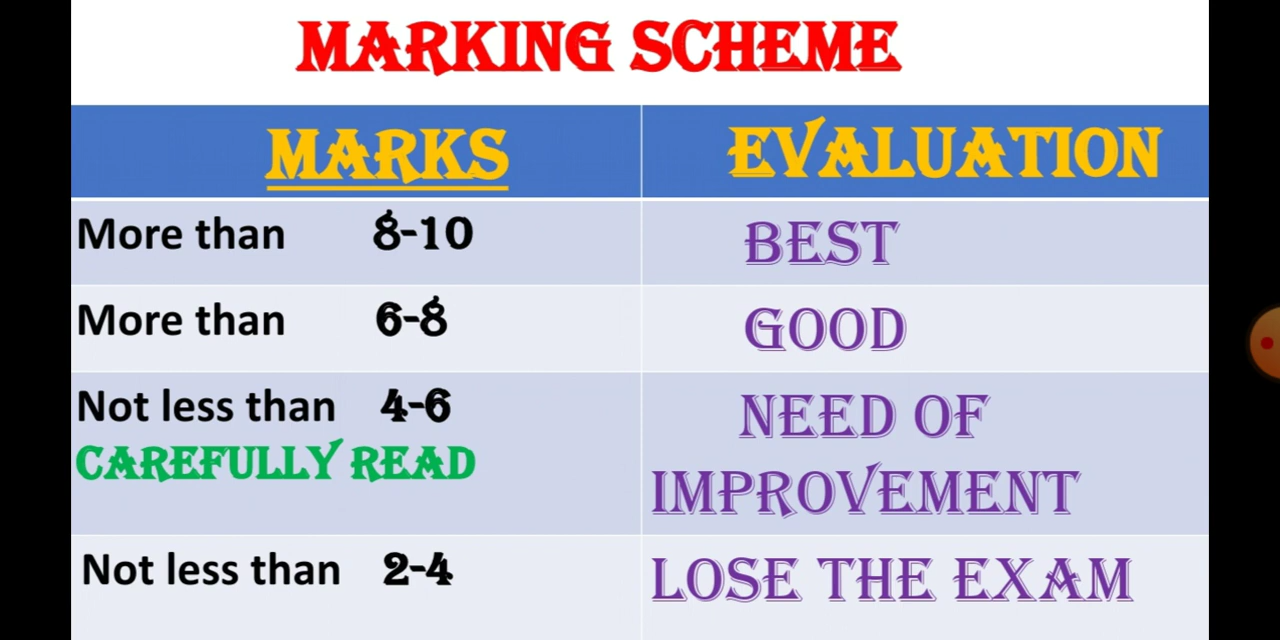 MARKING SCHEME
MARKS EVALUATION
More than 8-10 BEST
More than 6-8 GOOD
Not less than 4-6 NEED OF
CAREFULLY READ
IMPROVEMENT
Not less than 2-4 LOSE THE EXAM